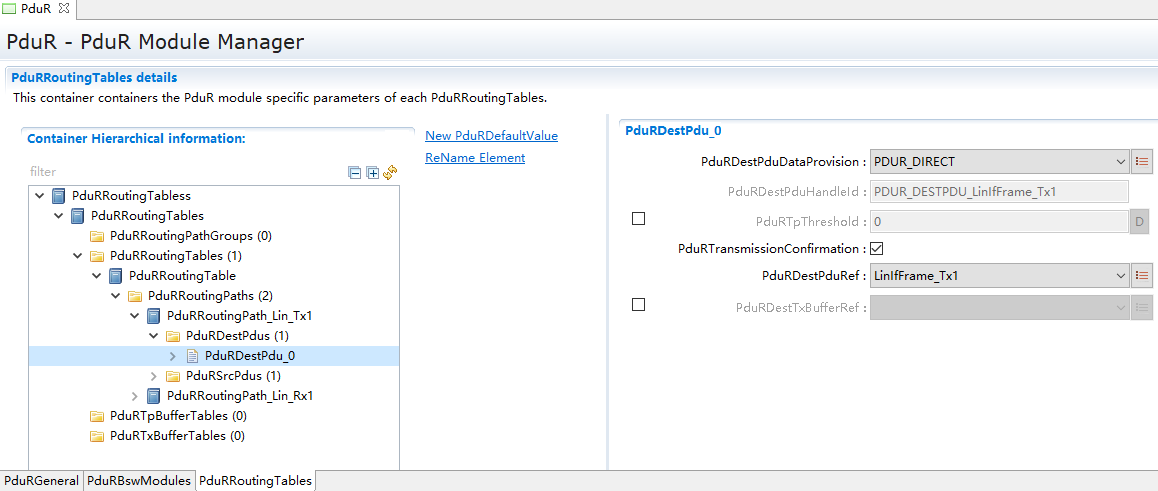 PduR
PduR - PduR Module Manager
PduRRoutingTables details
This container containers the PduR module specific parameters of each PduRRoutingTables.
Container Hierarchical information:
filter
PduRRoutingTabless
PduRRoutingTables
PduRRoutingPathGroups (0)
PduRRoutingTables (1)
PduRRoutingTable
PduRRoutingPaths (2)
PduRRoutingPath_Lin_Tx1
PduRDestPdus (1)
PduRDestPdu_0
PduRSrcPdus (1)
PduRRoutingPath_Lin_Rx1
PduRTpBufferTables (0)
PduRTxBufferTables (0)
New PduRDefaultValue
ReName Element
PduRDestPdu_0
PduRDestPduDataProvision : PDUR_DIRECT
PduRDestPduHandleId : PDUR_DESTPDU_LinIfFrame_Tx1
PduRTpThreshold : 0 D
PduRTransmissionConfirmation :
PduRDestPduRef : LinIfFrame_Tx1
PduRDestTxBufferRef :
PduRGeneral PduRBswModules PduRRoutingTables